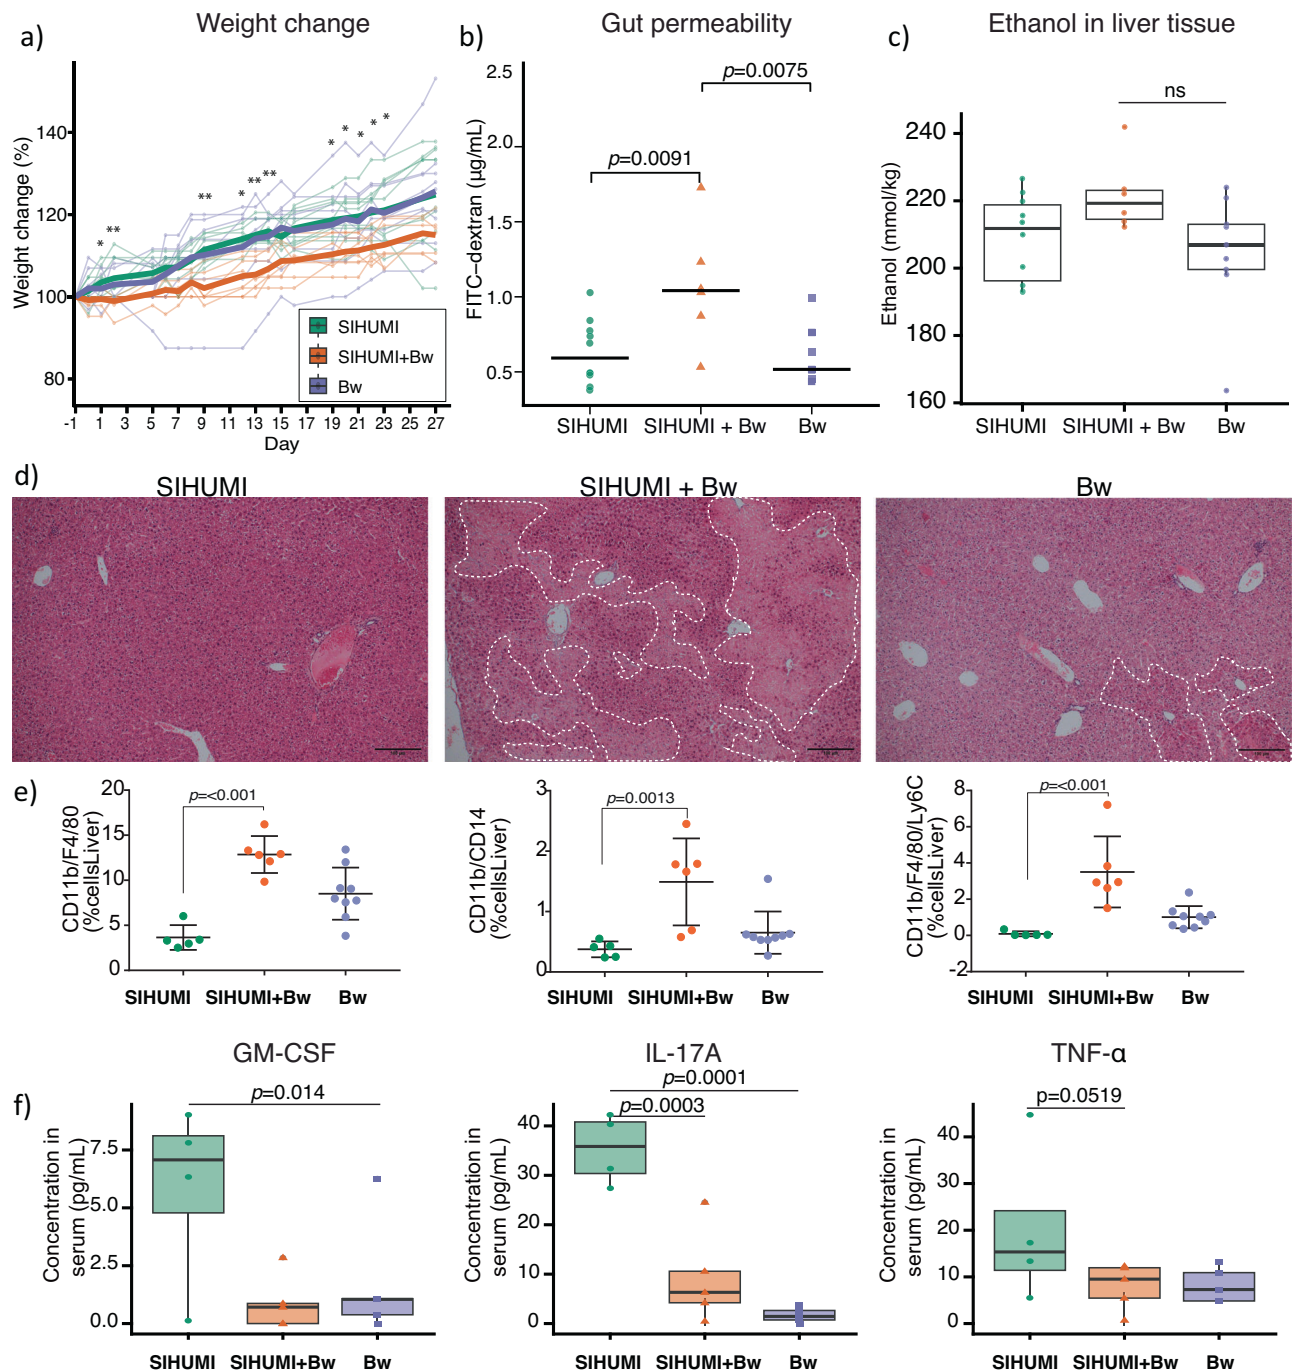 a)
Weight change
Weight change (%)
140
120
100
80
*
**
**
*
**
**
*
*
*
*
*
SIHUMI
SIHUMI+Bw
Bw
-1 1 3 5 7 9 11 13 15 17 19 21 23 25 27
Day
b)
Gut permeability
FITC–dextran (µg/mL)
2.5
2.0
1.5
1.0
0.5
p=0.0075
p=0.0091
SIHUMI SIHUMI + Bw Bw
c)
Ethanol in liver tissue
Ethanol (mmol/kg)
240
220
200
180
160
ns
SIHUMI SIHUMI + Bw Bw
d)
SIHUMI
SIHUMI + Bw
Bw
e)
CD11b/F4/80
(%cellsLiver)
20
15
10
5
0
p=<0.001
SIHUMI SIHUMI+Bw Bw
CD11b/CD14
(%cellsLiver)
3
2
1
0
p=0.0013
SIHUMI SIHUMI+Bw Bw
CD11b/F4/80/Ly6C
(%cellsLiver)
8
6
4
2
0
-2
p=<0.001
SIHUMI SIHUMI+Bw Bw
f)
GM-CSF
Concentration in
serum (pg/mL)
7.5
5.0
2.5
0.0
p=0.014
SIHUMI SIHUMI+Bw Bw
IL-17A
Concentration in
serum (pg/mL)
40
30
20
10
0
p=0.0001
p=0.0003
SIHUMI SIHUMI+Bw Bw
TNF-α
Concentration in
serum (pg/mL)
40
30
20
10
0
p=0.0519
SIHUMI SIHUMI+Bw Bw